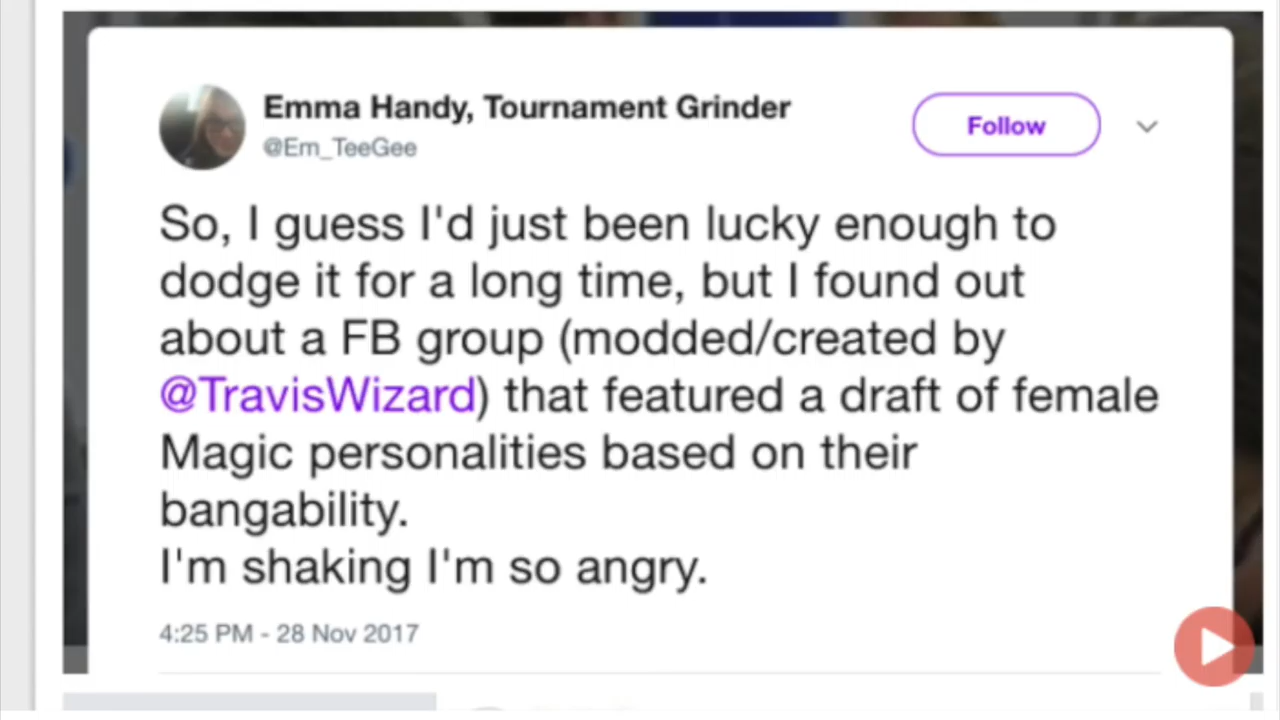 Emma Handy, Tournament Grinder
@Em_TeeGee
Follow
So, I guess I'd just been lucky enough to
dodge it for a long time, but I found out
about a FB group (modded/created by
@TravisWizard) that featured a draft of female
Magic personalities based on their
bangability.
I'm shaking I'm so angry.
4:25 PM - 28 Nov 2017